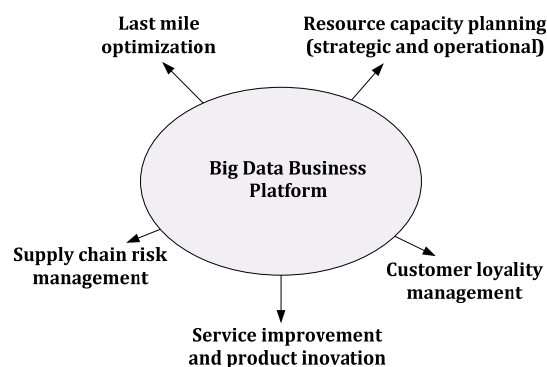 Last mile
optimization
Resource capacity planning
(strategic and operational)
Big Data Business
Platform
Supply chain risk
management
Customer loyality
management
Service improvement
and product inovation